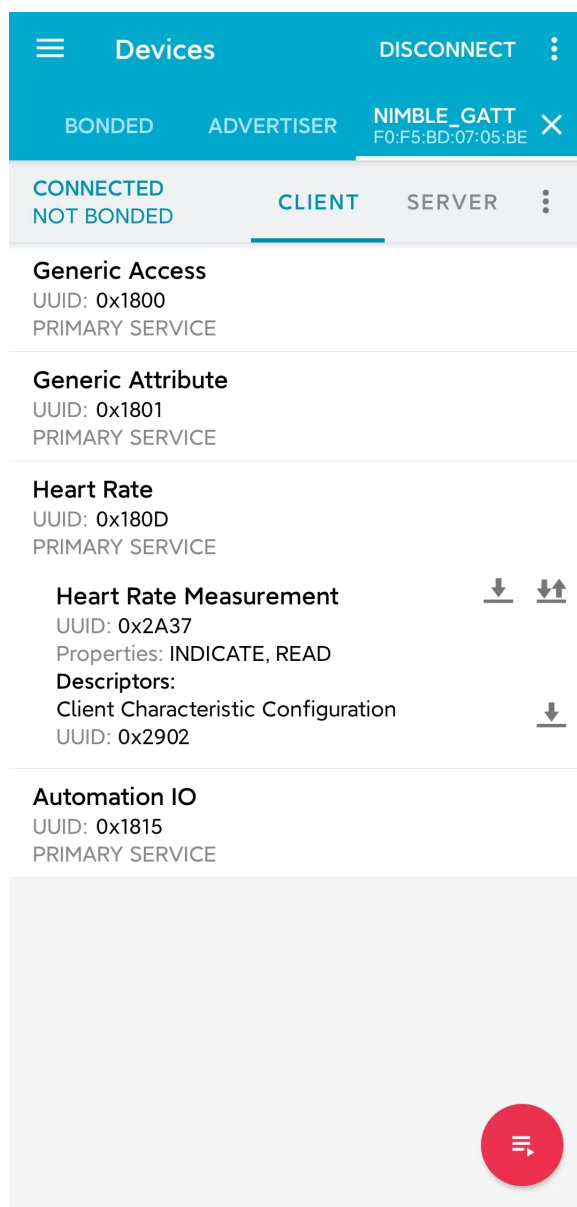 Devices
DISCONNECT
BONDED
ADVERTISER
NIMBLE_GATT
F0:F5:BD:07:05:BE
CONNECTED
NOT BONDED
CLIENT
SERVER
Generic Access
UUID: 0x1800
PRIMARY SERVICE
Generic Attribute
UUID: 0x1801
PRIMARY SERVICE
Heart Rate
UUID: 0x180D
PRIMARY SERVICE
Heart Rate Measurement
UUID: 0x2A37
Properties: INDICATE, READ
Descriptors:
Client Characteristic Configuration
UUID: 0x2902
Automation IO
UUID: 0x1815
PRIMARY SERVICE